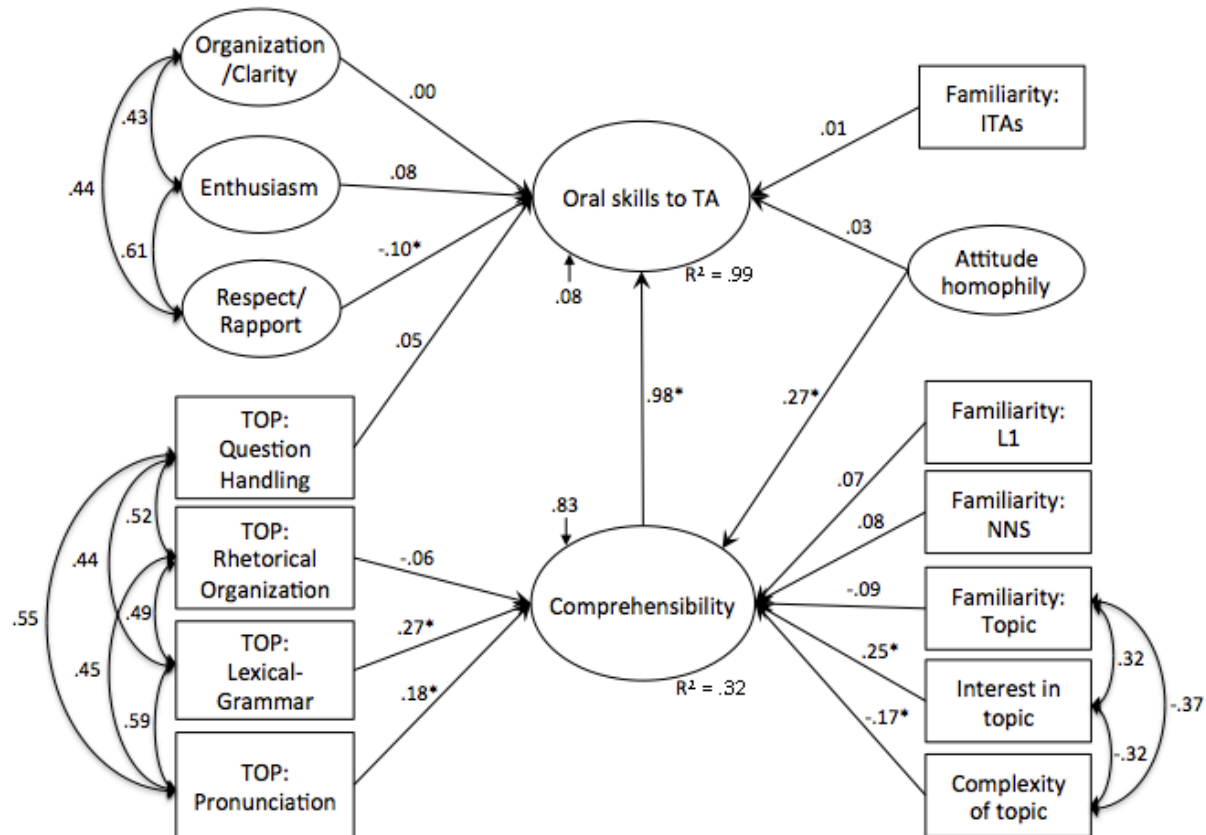 Organization
/Clarity
.00
Familiarity:
ITAs
.43
.01
.44
Enthusiasm
.08
Oral skills to TA
.61
-.10*
.03
Attitude
homophily
Respect/
Rapport
.08
R² = .99
.05
.98*
.27*
TOP:
Question
Handling
Familiarity:
L1
.07
.52
.83
.08
Familiarity:
NNS
.44
TOP:
Rhetorical
Organization
-.06
.55
.49
Comprehensibility
-.09
Familiarity:
Topic
.27*
.45
TOP:
Lexical-
Grammar
.25*
.32
.18*
R² = .32
Interest in
topic
-.37
.59
-.17*
-.32
TOP:
Pronunciation
Complexity
of topic